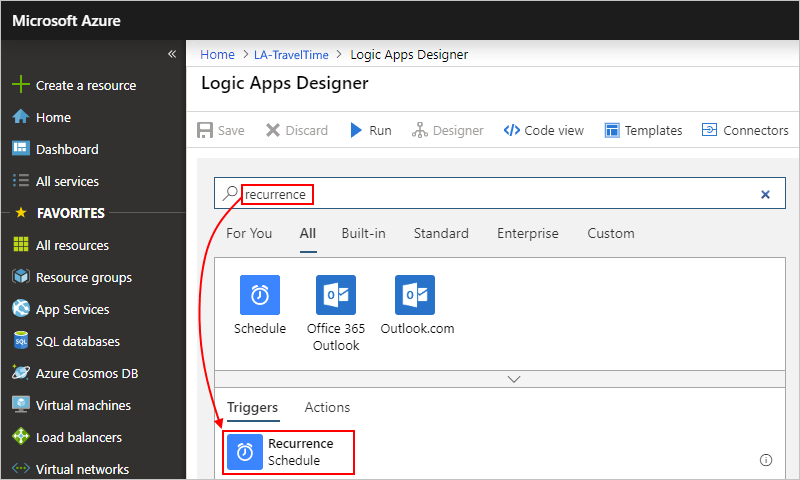 Microsoft Azure
«
Create a resource
Home
Dashboard
All services
FAVORITES
All resources
Resource groups
App Services
SQL databases
Azure Cosmos DB
Virtual machines
Load balancers
Virtual networks
Home > LA-TravelTime > Logic Apps Designer
Logic Apps Designer
Save Discard Run Designer Code view Templates Connectors
recurrence
For You All Built-in Standard Enterprise Custom
Schedule Office 365 Outlook.com
Outlook
Triggers Actions
Recurrence
Schedule